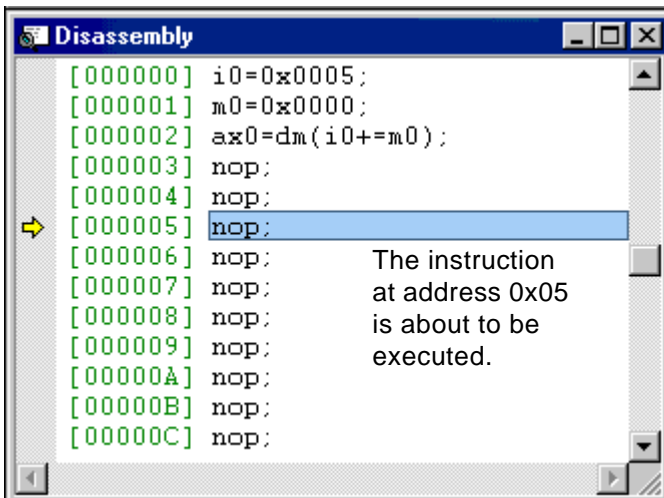 Disassembly
[000000] i0=0x0005;
[000001] m0=0x0000;
[000002] ax0=dm(i0+=m0);
[000003] nop;
[000004] nop;
[000005] nop;
[000006] nop;
[000007] nop;
[000008] nop;
[000009] nop;
[00000A] nop;
[00000B] nop;
[00000C] nop;
The instruction
at address 0x05
is about to be
executed.